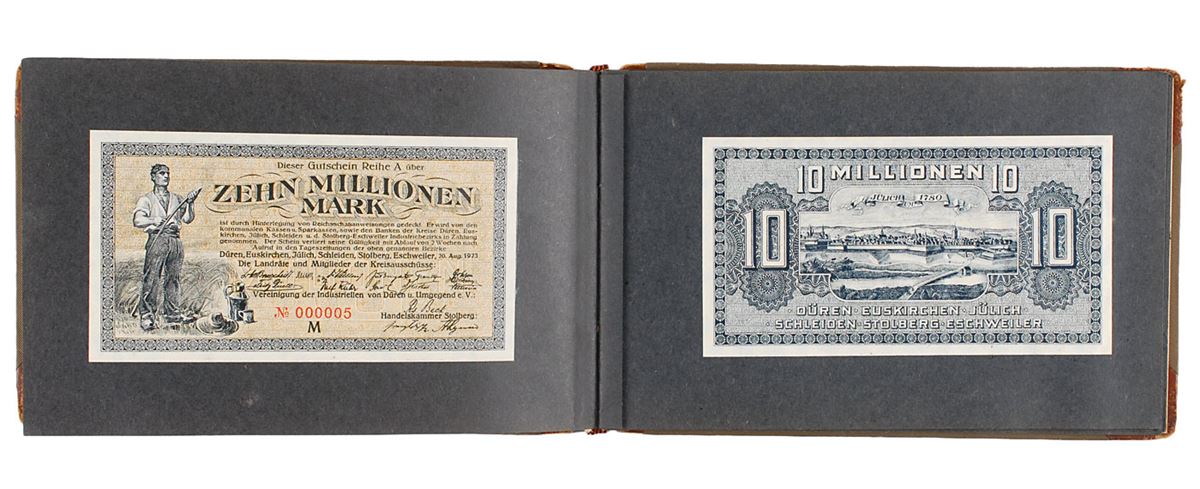 Dieser Gutschein Reihe A über
ZEHN MILLIONEN
MARK
ist durch Hinterlegung von Reichsschatzanweisungen gedeckt. Er wird von den
kommunalen Kassen u. Sparkassen, sowie den Banken der Kreise Düren, Eus-
kirchen, Jülich, Schleiden u. d. Stolberg-Eschweiler Industriebezirks in Zahlung
genommen. Der Schein verliert seine Gültigkeit mit Ablauf von 2 Wochen nach
Aufruf in den Tageszeitungen der oben genannten Bezirke.
Düren, Euskirchen, Jülich, Schleiden, Stolberg, Eschweiler, 20. Aug. 1923
Die Landräte und Mitglieder der Kreisausschüsse:
Vereinigung der Industriellen von Düren u. Umgegend e. V.:
№ 000005
Handelskammer Stolberg:
M
10 MILLIONEN 10
JÜLICH 1780
10 10
DÜREN · EUSKIRCHEN · JÜLICH ·
SCHLEIDEN · STOLBERG · ESCHWEILER